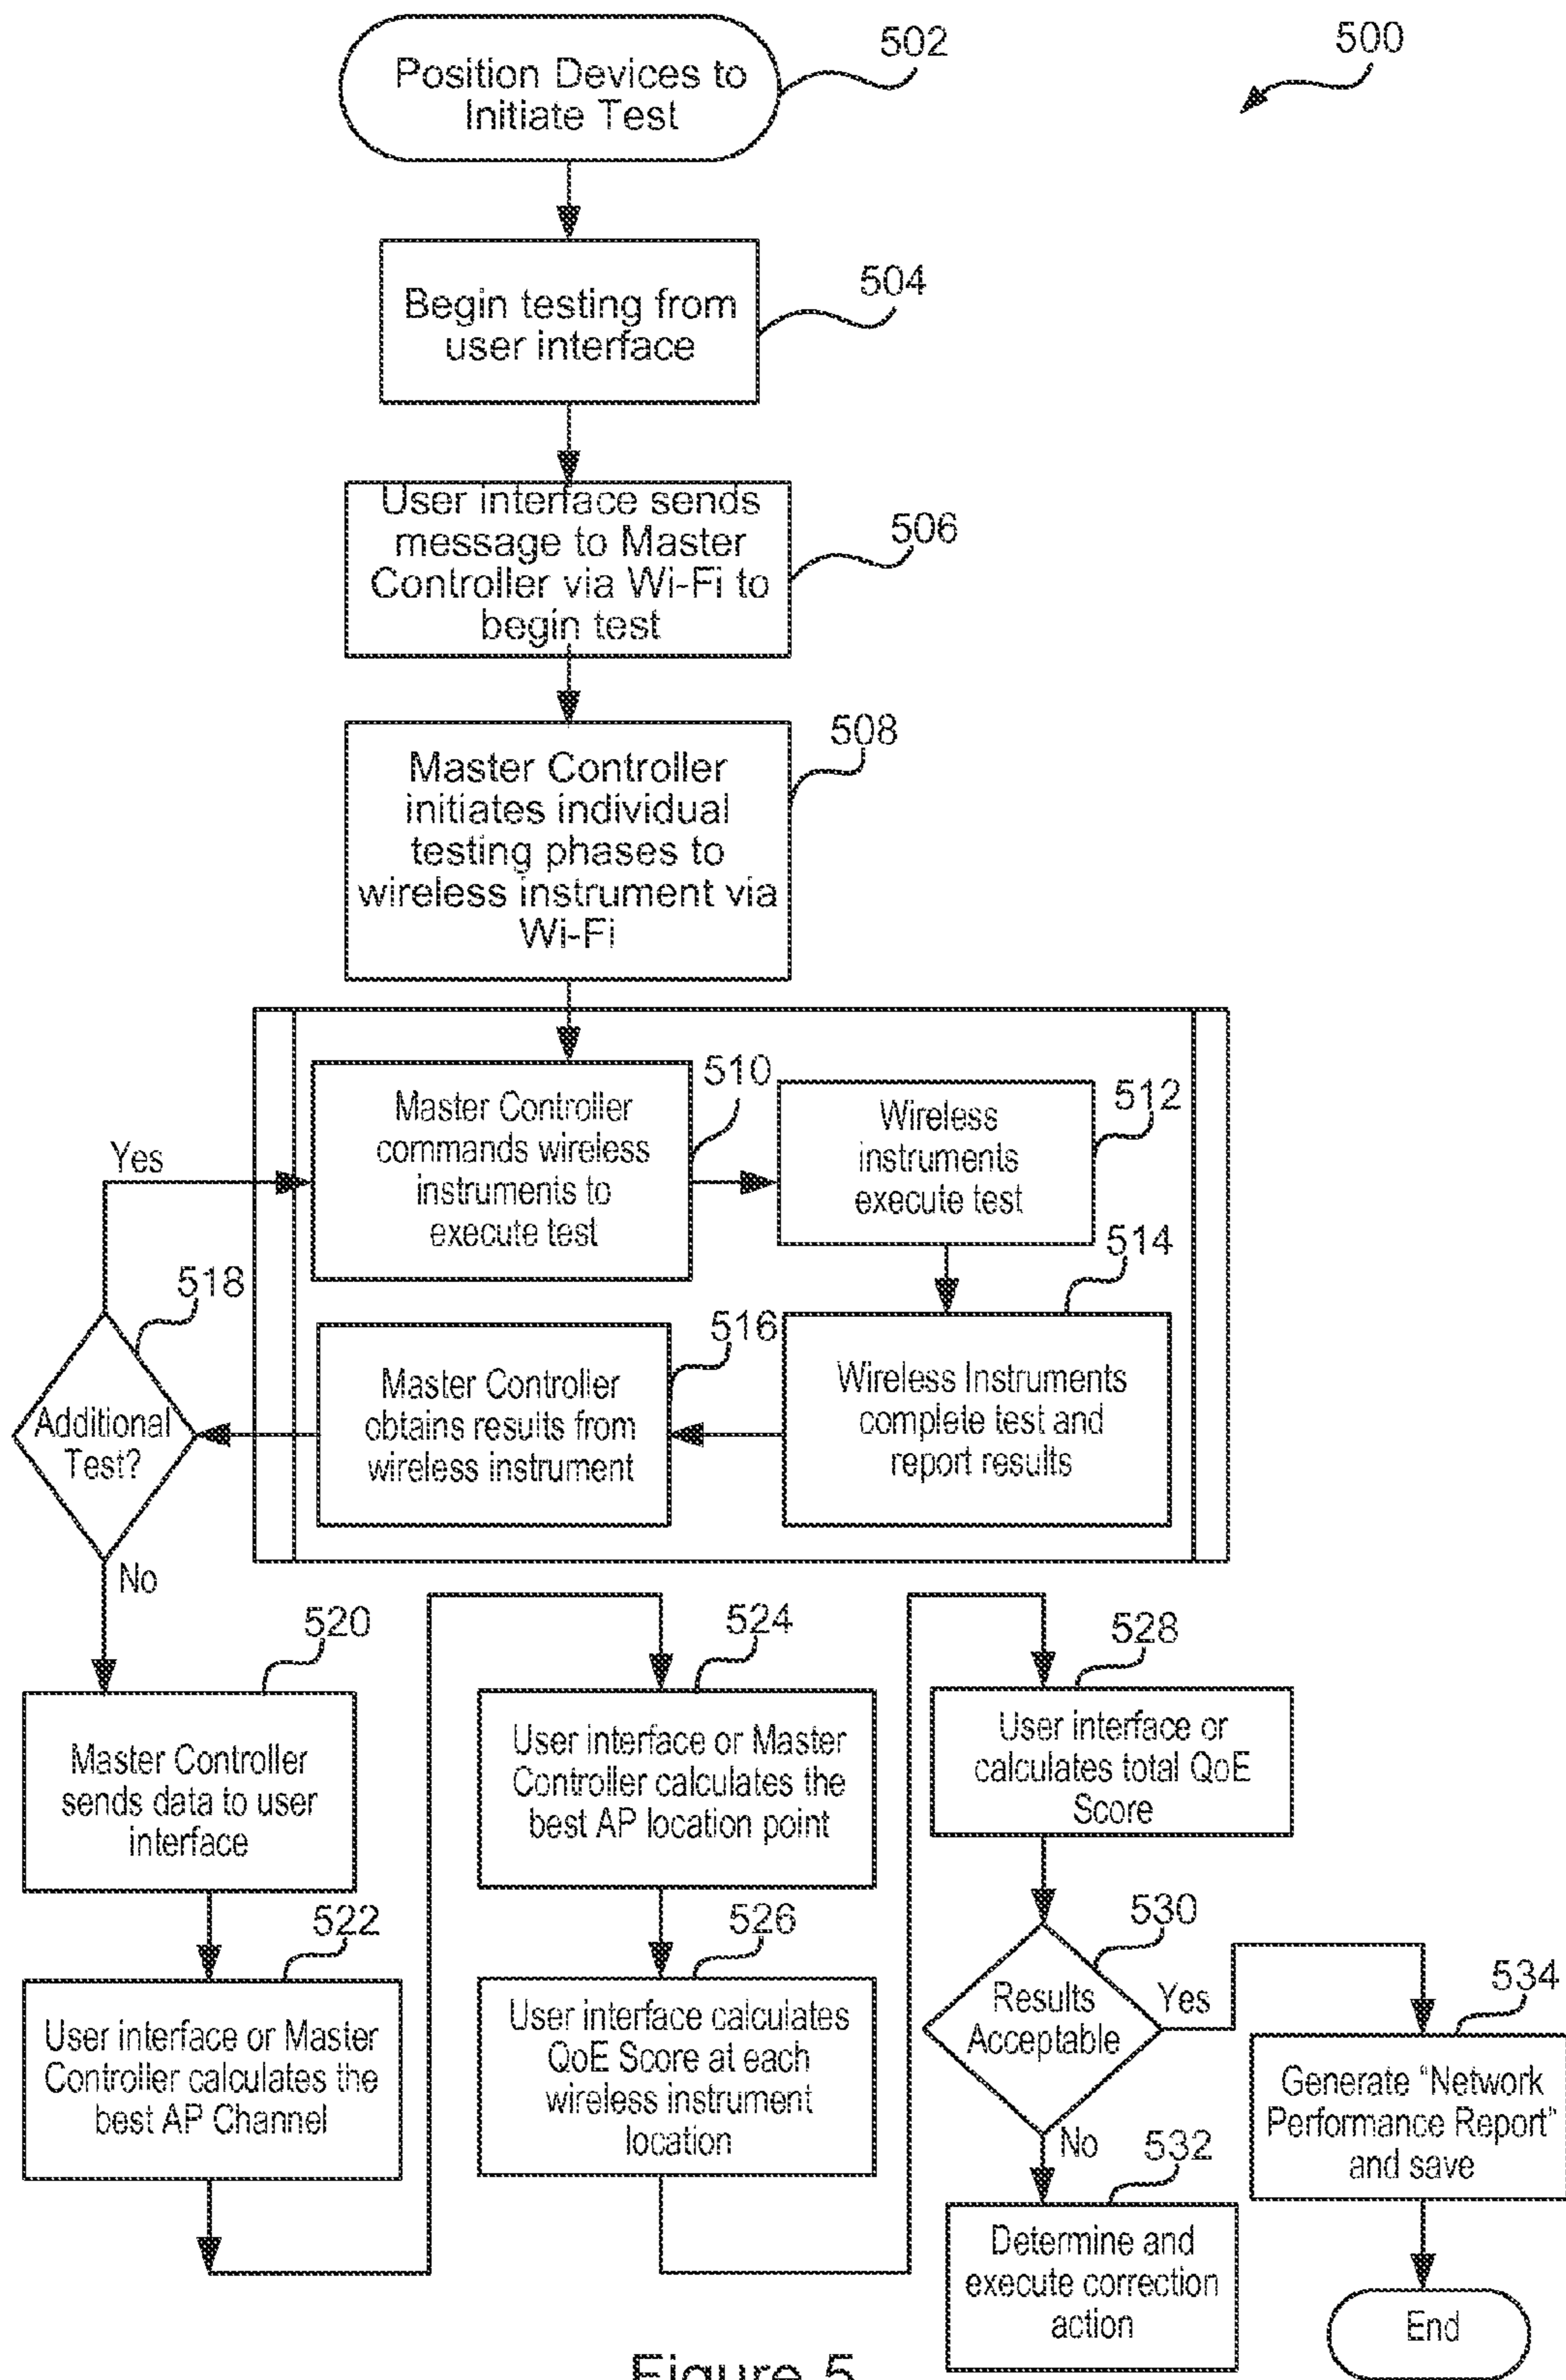 502
500
Position Devices to
Initiate Test
504
Begin testing from
user interface
506
User interface sends
message to Master
Controller via Wi-Fi to
begin test
508
Master Controller
initiates individual
testing phases to
wireless instrument via
Wi-Fi
510
Master Controller
commands wireless
instruments to
execute test
512
Wireless
instruments
execute test
514
Wireless Instruments
complete test and
report results
516
Master Controller
obtains results from
wireless instrument
518
Additional
Test?
Yes
No
520
Master Controller
sends data to user
interface
522
User interface or Master
Controller calculates the
best AP Channel
524
User interface or Master
Controller calculates the
best AP location point
526
User interface calculates
QoE Score at each
wireless instrument
location
528
User interface or
calculates total QoE
Score
530
Results
Acceptable
Yes
No
532
Determine and
execute correction
action
534
Generate “Network
Performance Report”
and save
End
Figure 5